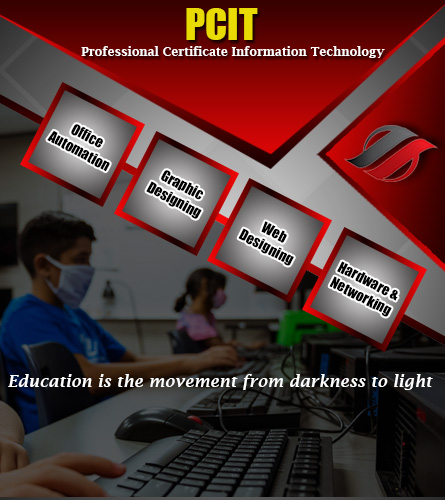 PCIT
Professional Certificate Information Technology
Office
Automation
Graphic
Designing
Web
Designing
Hardware &
Networking
Education is the movement from darkness to light